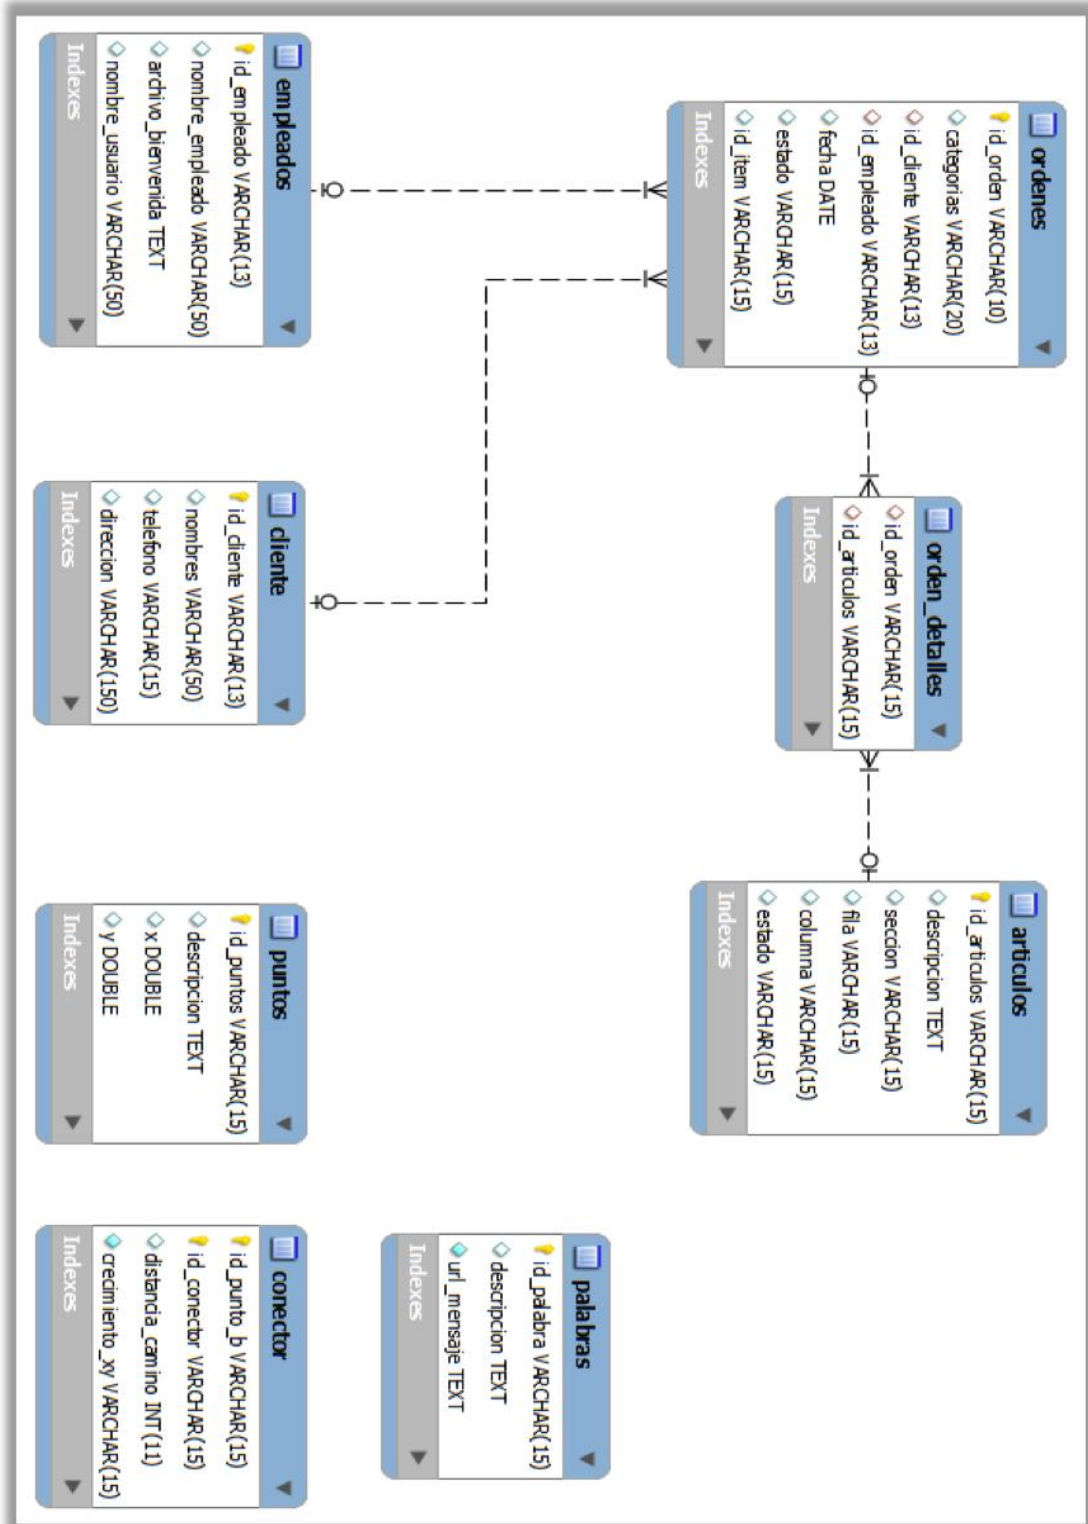 ordenes
id_orden VARCHAR(10)
categorias VARCHAR(20)
id_cliente VARCHAR(13)
id_empleado VARCHAR(13)
fecha DATE
estado VARCHAR(15)
id_item VARCHAR(15)
Indexes
orden_detalles
id_orden VARCHAR(15)
id_articulos VARCHAR(15)
Indexes
articulos
id_articulos VARCHAR(15)
descripcion TEXT
seccion VARCHAR(15)
fila VARCHAR(15)
columna VARCHAR(15)
estado VARCHAR(15)
Indexes
palabras
id_palabra VARCHAR(15)
descripcion TEXT
url_mensaje TEXT
Indexes
empleados
id_empleado VARCHAR(13)
nombre_empleado VARCHAR(50)
archivo_bienvenida TEXT
nombre_usuario VARCHAR(50)
Indexes
cliente
id_cliente VARCHAR(13)
nombres VARCHAR(50)
telefono VARCHAR(15)
direccion VARCHAR(150)
Indexes
puntos
id_puntos VARCHAR(15)
descripcion TEXT
x DOUBLE
y DOUBLE
Indexes
conector
id_punto_b VARCHAR(15)
id_conector VARCHAR(15)
distancia_camino INT(11)
crecimiento_xy VARCHAR(15)
Indexes